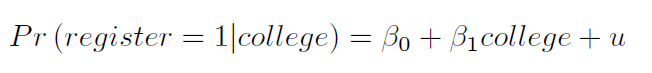 Pr (register = 1|college) = β₀ + β₁college + u